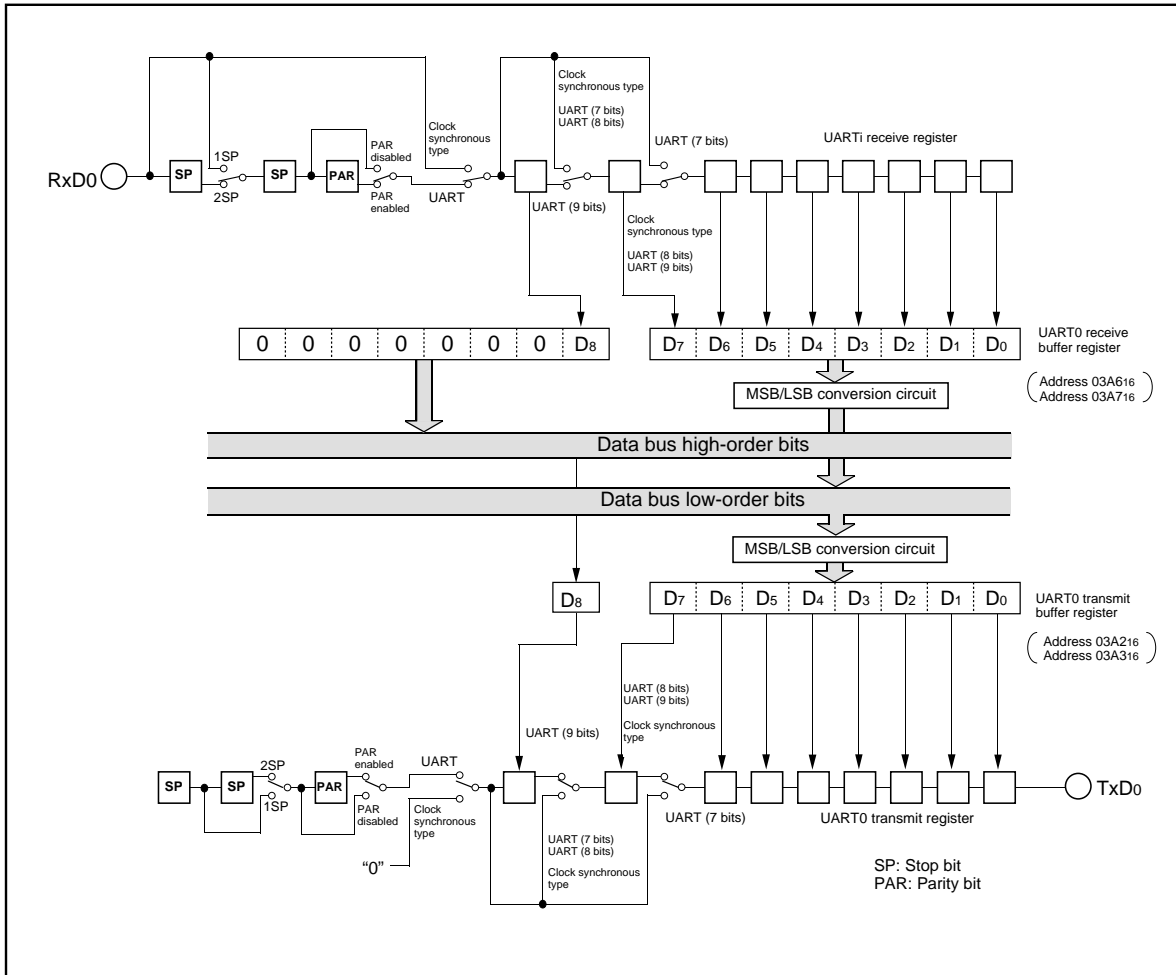 Clock
synchronous type
UART (7 bits)
UART (8 bits)
UARTi receive register
1SP
PAR
disabled
Clock
synchronous
type
UART (7 bits)
RxD0
SP
SP
PAR
2SP
PAR
enabled
UART
UART (9 bits)
Clock
synchronous type
UART (8 bits)
UART (9 bits)
0 0 0 0 0 0 0 D8
D7 D6 D5 D4 D3 D2 D1 D0
UART0 receive
buffer register
MSB/LSB conversion circuit
Address 03A616
Address 03A716
Data bus high-order bits
Data bus low-order bits
MSB/LSB conversion circuit
D8
D7 D6 D5 D4 D3 D2 D1 D0
UART0 transmit
buffer register
Address 03A216
Address 03A316
UART (8 bits)
UART (9 bits)
Clock synchronous
type
UART (9 bits)
PAR
enabled
2SP
UART
SP
SP
PAR
TxD0
1SP
PAR
disabled
Clock
synchronous
type
UART (7 bits)
UART0 transmit register
"0"
UART (7 bits)
UART (8 bits)
Clock synchronous
type
SP: Stop bit
PAR: Parity bit